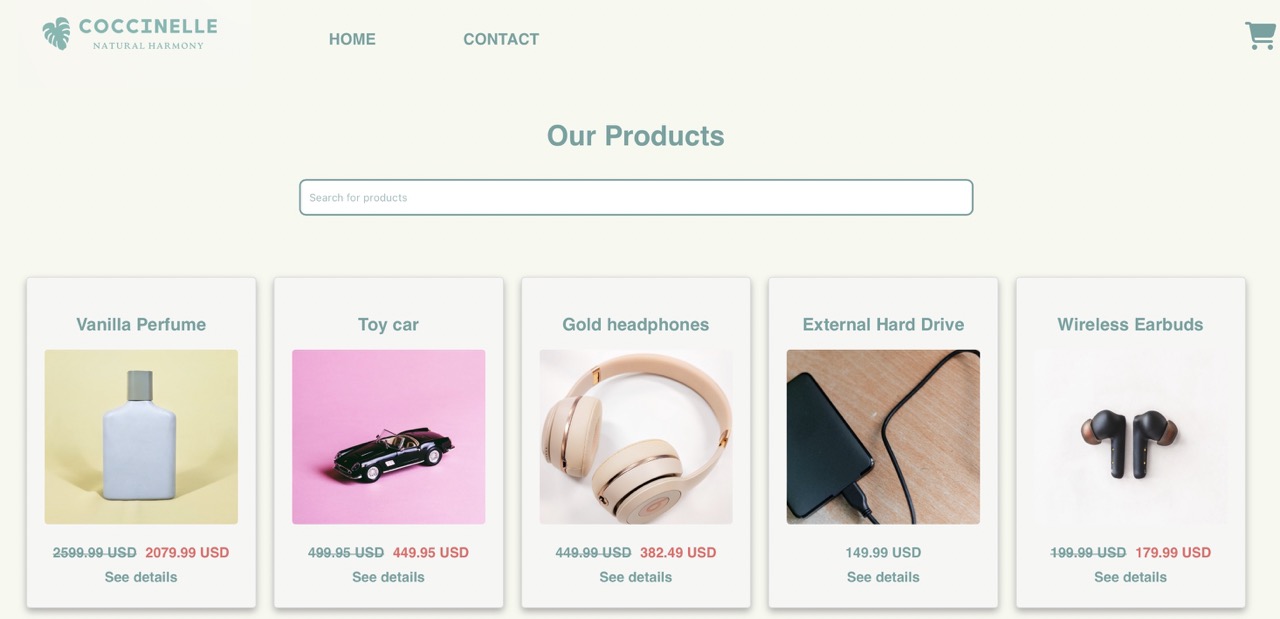 COCCINELLE
NATURAL HARMONY
HOME
CONTACT
Our Products
Search for products
Vanilla Perfume
2599.99 USD 2079.99 USD
See details
Toy car
499.95 USD 449.95 USD
See details
Gold headphones
449.99 USD 382.49 USD
See details
External Hard Drive
149.99 USD
See details
Wireless Earbuds
199.99 USD 179.99 USD
See details